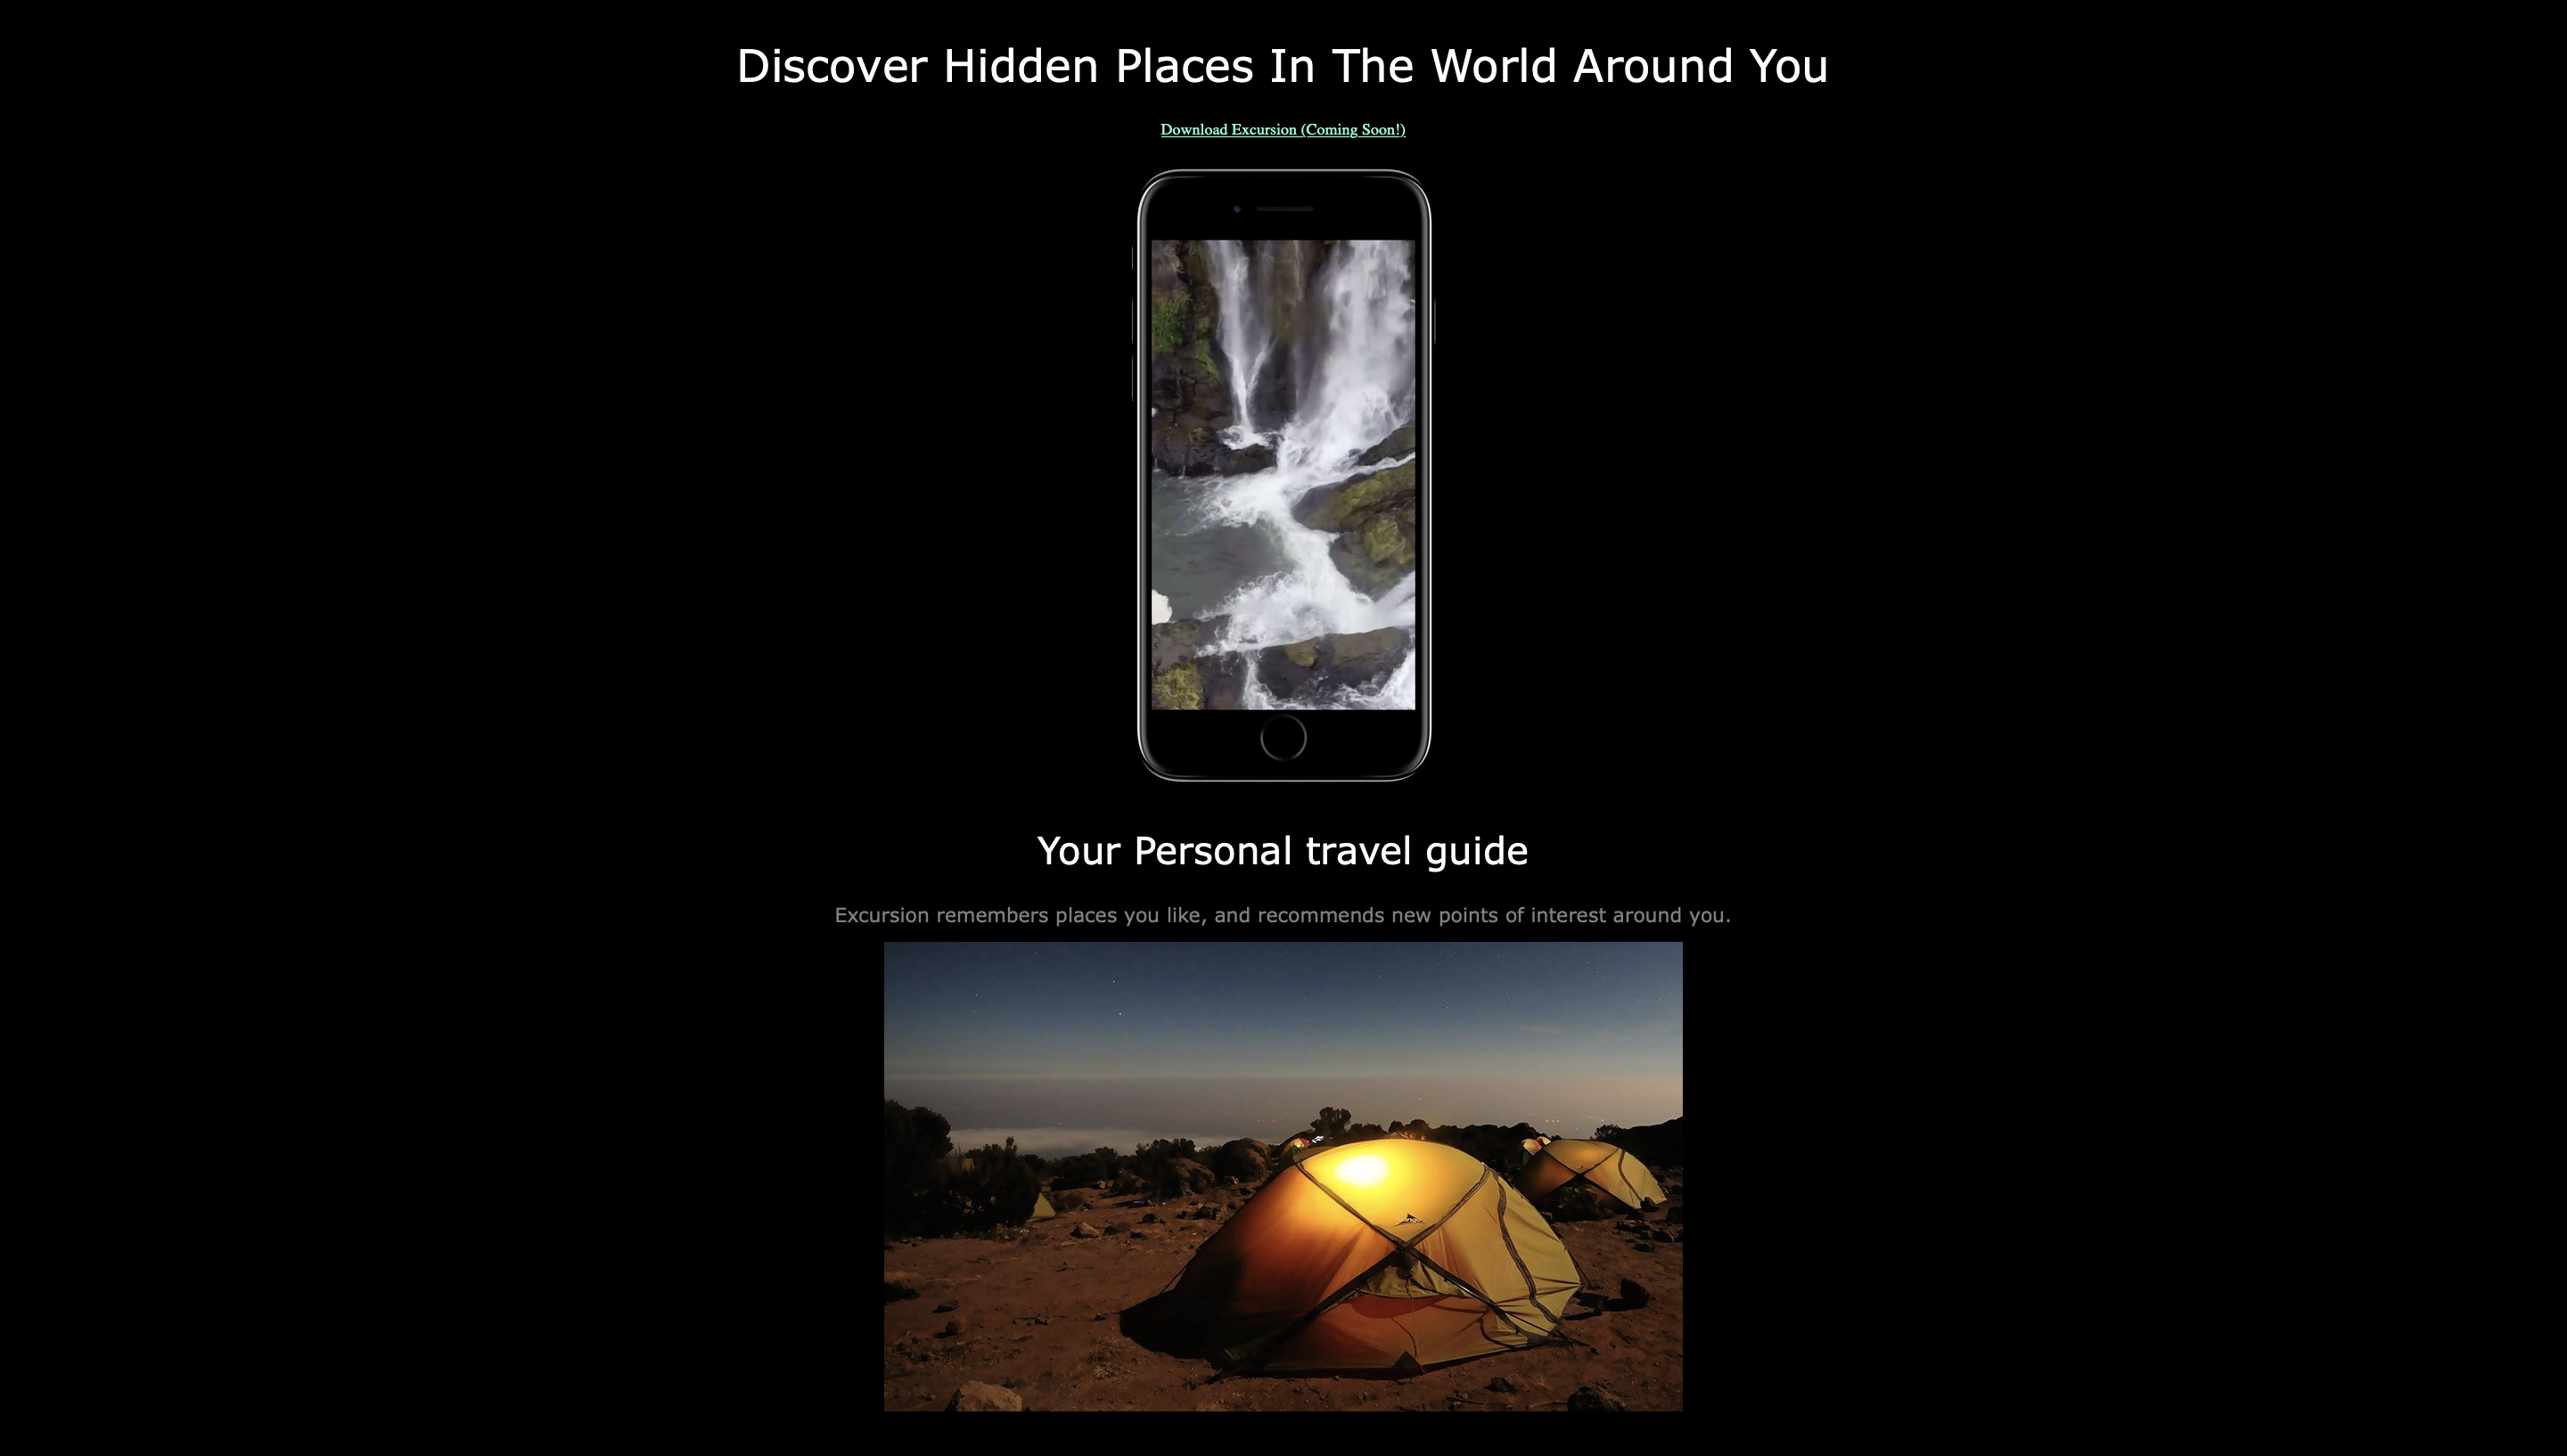 Discover Hidden Places In The World Around You
Download Excursion (Coming Soon!)
Your Personal travel guide
Excursion remembers places you like, and recommends new points of interest around you.